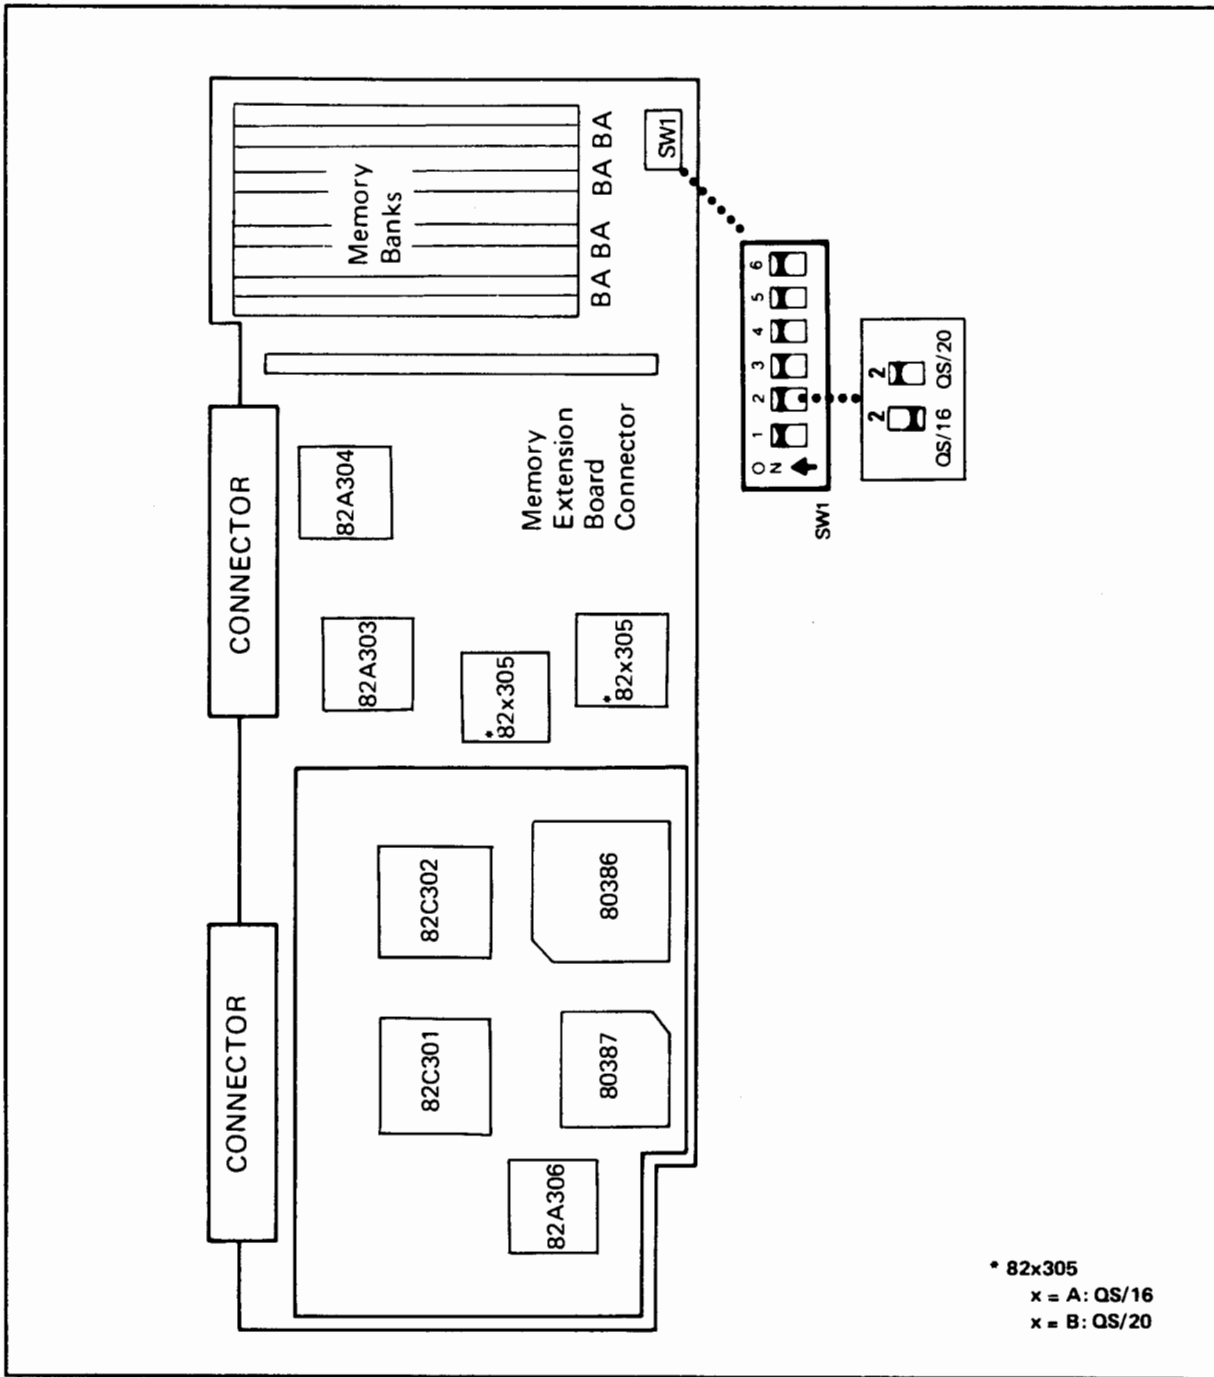 CONNECTOR
CONNECTOR
82A306
82C301
82C302
80387
80386
82A303
82A304
* 82x305
* 82x305
Memory
Extension
Board
Connector
Memory
Banks
BA BA BA BA
SW1
SW1
ON
1 2 3 4 5 6
2
2
QS/16 QS/20
* 82x305
x = A: QS/16
x = B: QS/20